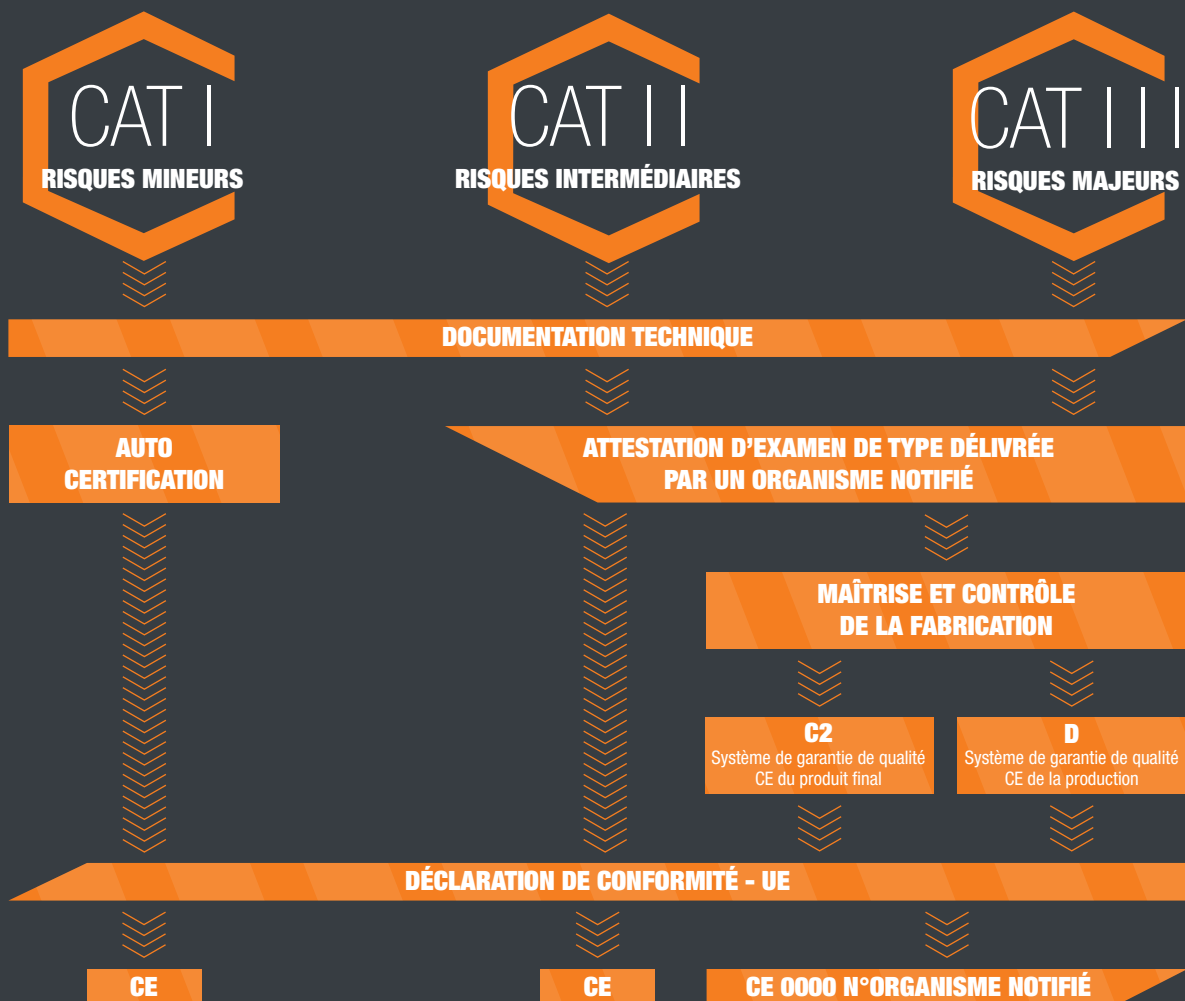 CAT I
RISQUES MINEURS
CAT II
RISQUES INTERMÉDIAIRES
CAT III
RISQUES MAJEURS
DOCUMENTATION TECHNIQUE
AUTO
CERTIFICATION
ATTESTATION D'EXAMEN DE TYPE DÉLIVRÉE
PAR UN ORGANISME NOTIFIÉ
MAÎTRISE ET CONTRÔLE
DE LA FABRICATION
C2
Système de garantie de qualité
CE du produit final
D
Système de garantie de qualité
CE de la production
DÉCLARATION DE CONFORMITÉ - UE
CE
CE
CE 0000 N°ORGANISME NOTIFIÉ